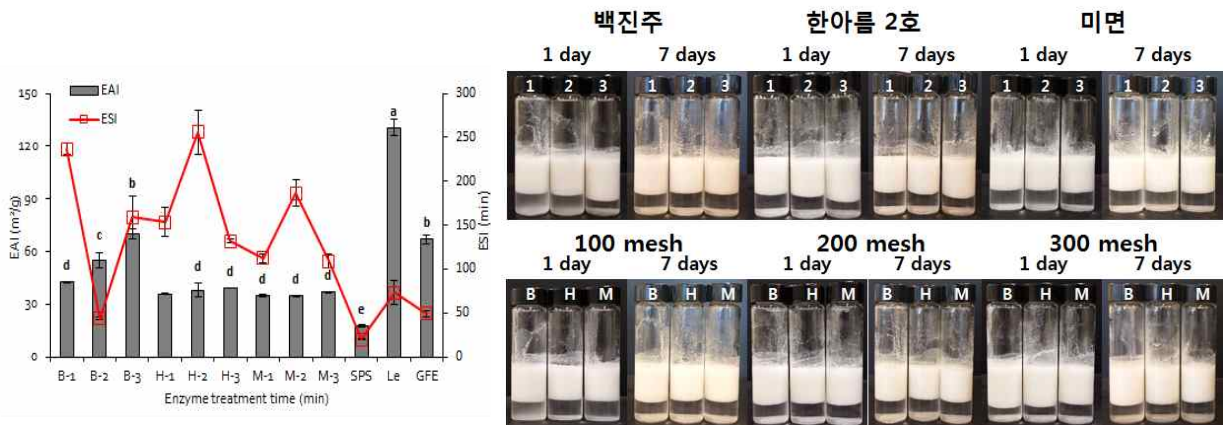 EAI
ESI
150
120
90
60
30
0
EAI (m²/g)
300
250
200
150
100
50
0
ESI (min)
d
c
b
d
d
d
d
d
e
a
b
B-1 B-2 B-3 H-1 H-2 H-3 M-1 M-2 M-3 SPS Le GFE
Enzyme treatment time (min)
백진주 한아름 2호 미면
1 day 7 days 1 day 7 days 1 day 7 days
1 2 3 1 2 3 1 2 3 1 2 3 1 2 3 1 2 3
100 mesh 200 mesh 300 mesh
1 day 7 days 1 day 7 days 1 day 7 days
B H M B H M B H M B H M B H M B H M